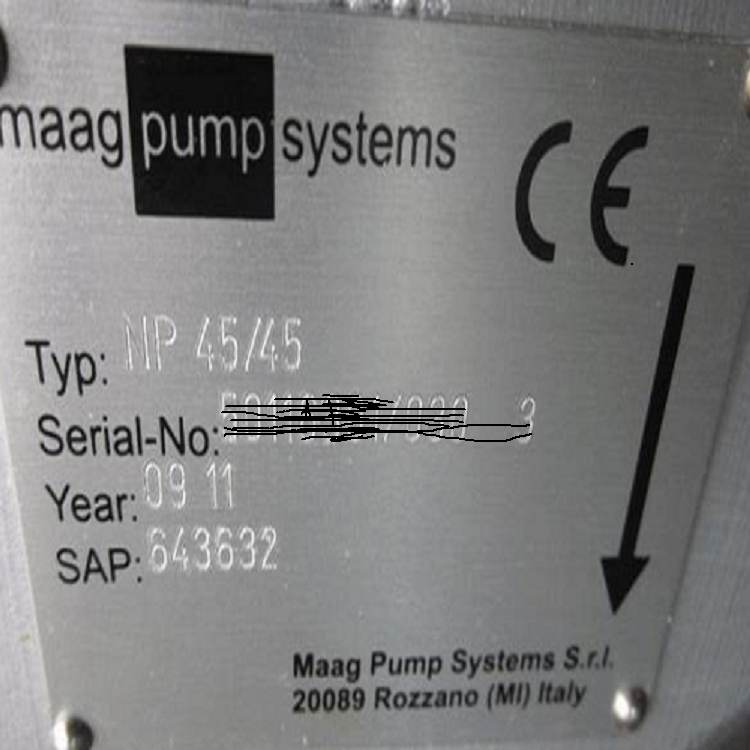 maag pump systems
CE
Typ: NP 45/45
Serial-No:
Year: 09 11
SAP: 643632
Maag Pump Systems S.r.l.
20089 Rozzano (MI) Italy